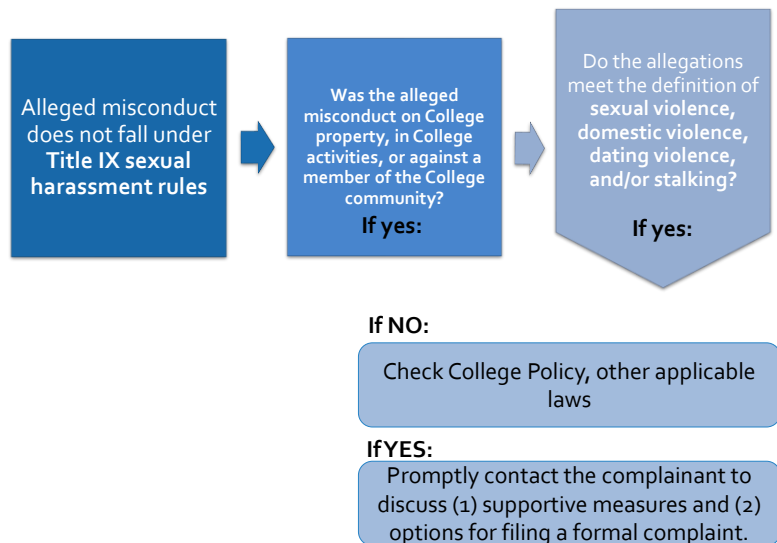 Alleged misconduct
does not fall under
Title IX sexual
harassment rules
Was the alleged
misconduct on College
property, in College
activities, or against a
member of the College
community?
If yes:
Do the allegations
meet the definition of
sexual violence,
domestic violence,
dating violence,
and/or stalking?
If yes:
If NO:
Check College Policy, other applicable
laws
If YES:
Promptly contact the complainant to
discuss (1) supportive measures and (2)
options for filing a formal complaint.